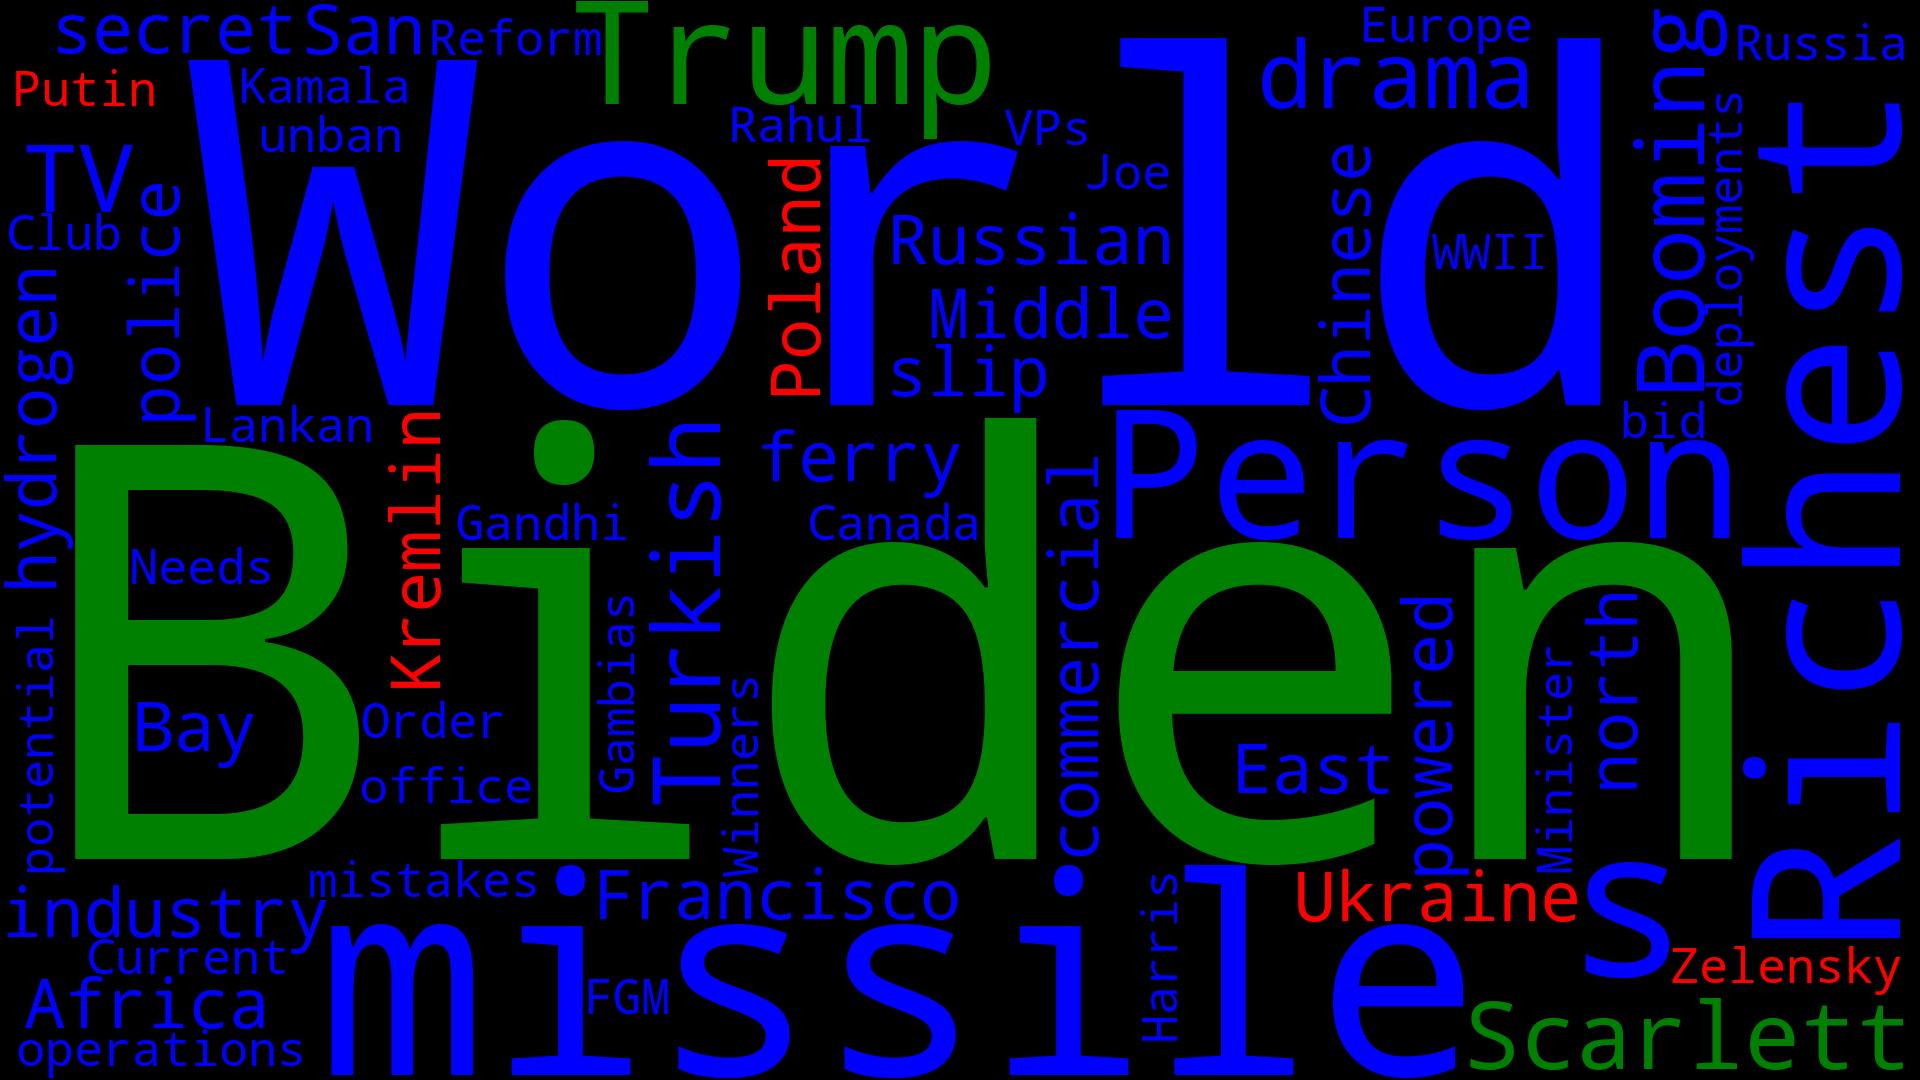 secret
San
Reform
Trump
Europe
Booming
Russia
Putin
Kamala
World
drama
unban
Rahul
VPs
deployments
Richest
TV
Poland
Joe
Chinese
Club
police
Russian
WWII
hydrogen
Middle
slip
Lankan
Kremlin
Turkish
ferry
Person
bid
Biden
Gandhi
Canada
commercial
Needs
Gambias
powered
north
potential
Bay
Order
Winners
East
Minister
office
mistakes
Francisco
Harris
Ukraine
s
industry
missile
Current
Zelensky
Africa
FGM
Scarlett
operations